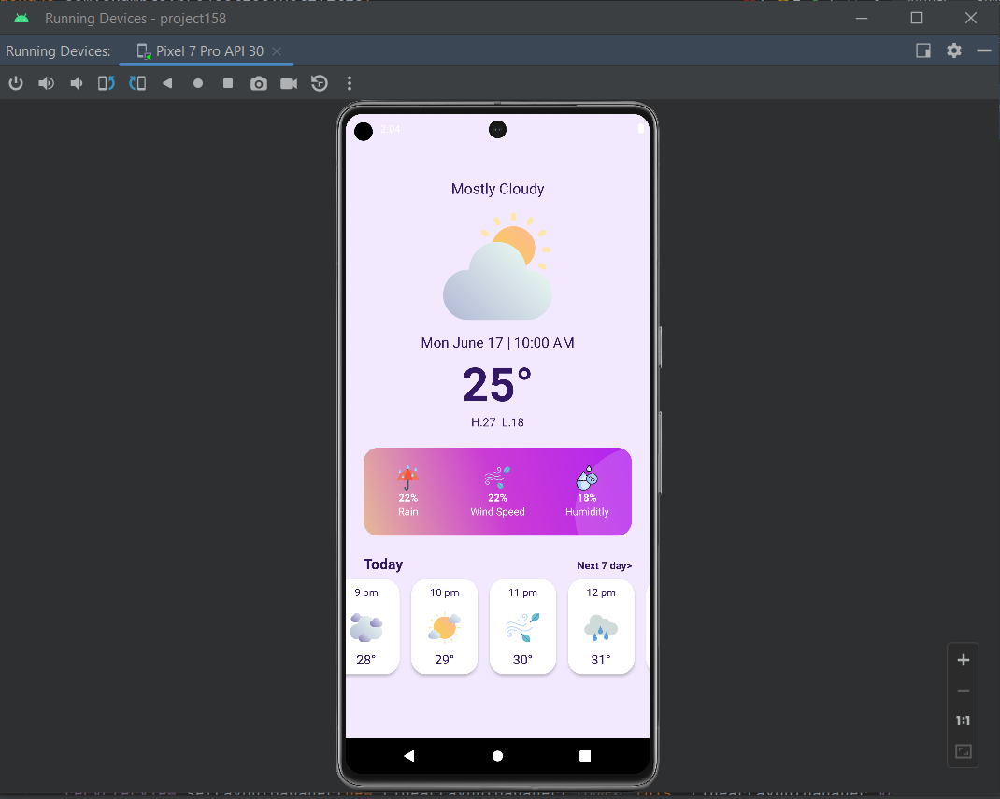 Running Devices - project158
Running Devices: Pixel 7 Pro API 30
2:04
Mostly Cloudy
Mon June 17 | 10:00 AM
25°
H:27 L:18
22% 22% 18%
Rain Wind Speed Humiditly
Today Next 7 day>
9 pm 10 pm 11 pm 12 pm
28° 29° 30° 31°
1:1